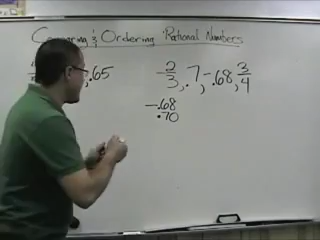 Comparing & Ordering Rational Numbers
, .65
-2/3, .7, -.68, 3/4
-.68
.70